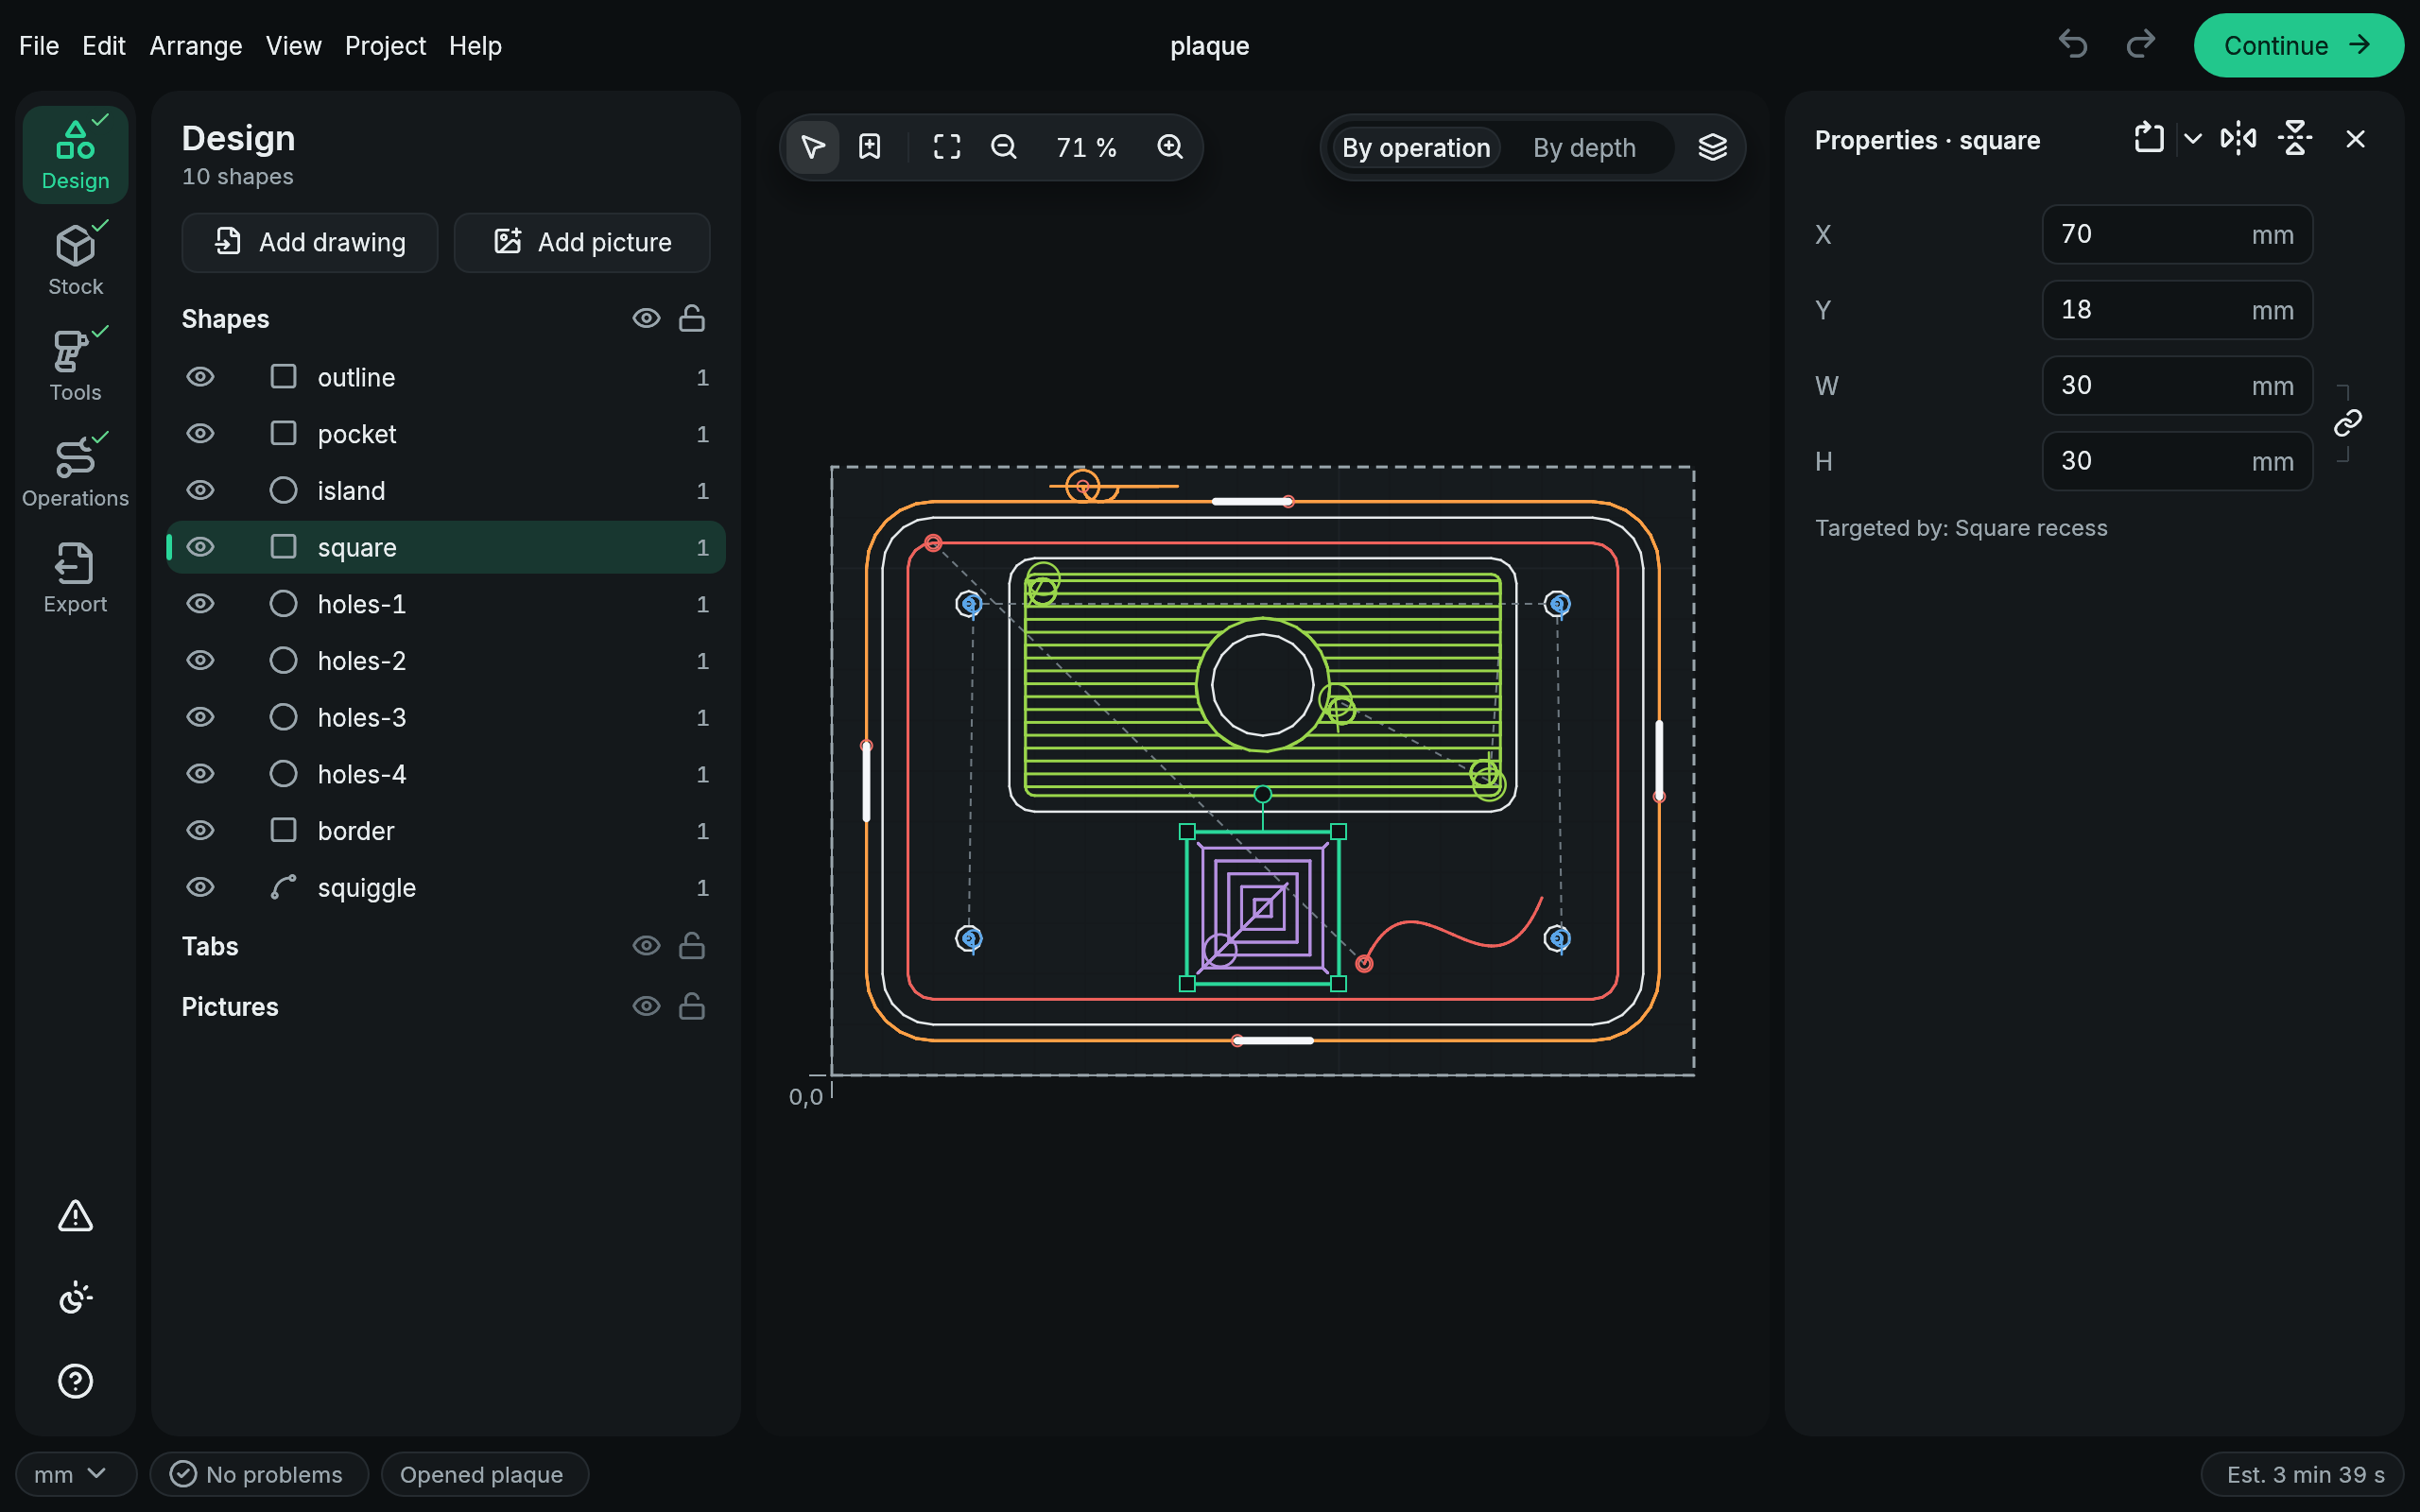 File Edit Arrange View Project Help
plaque
Continue
Design
Stock
Tools
Operations
Export
Design
10 shapes
Add drawing
Add picture
Shapes
outline 1
pocket 1
island 1
square 1
holes-1 1
holes-2 1
holes-3 1
holes-4 1
border 1
squiggle 1
Tabs
Pictures
71 %
By operation
By depth
0,0
Properties · square
X 70 mm
Y 18 mm
W 30 mm
H 30 mm
Targeted by: Square recess
mm
No problems
Opened plaque
Est. 3 min 39 s